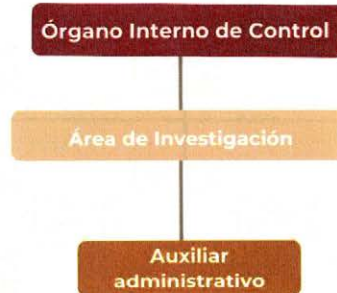 Órgano Interno de Control
Área de Investigación
Auxiliar
administrativo